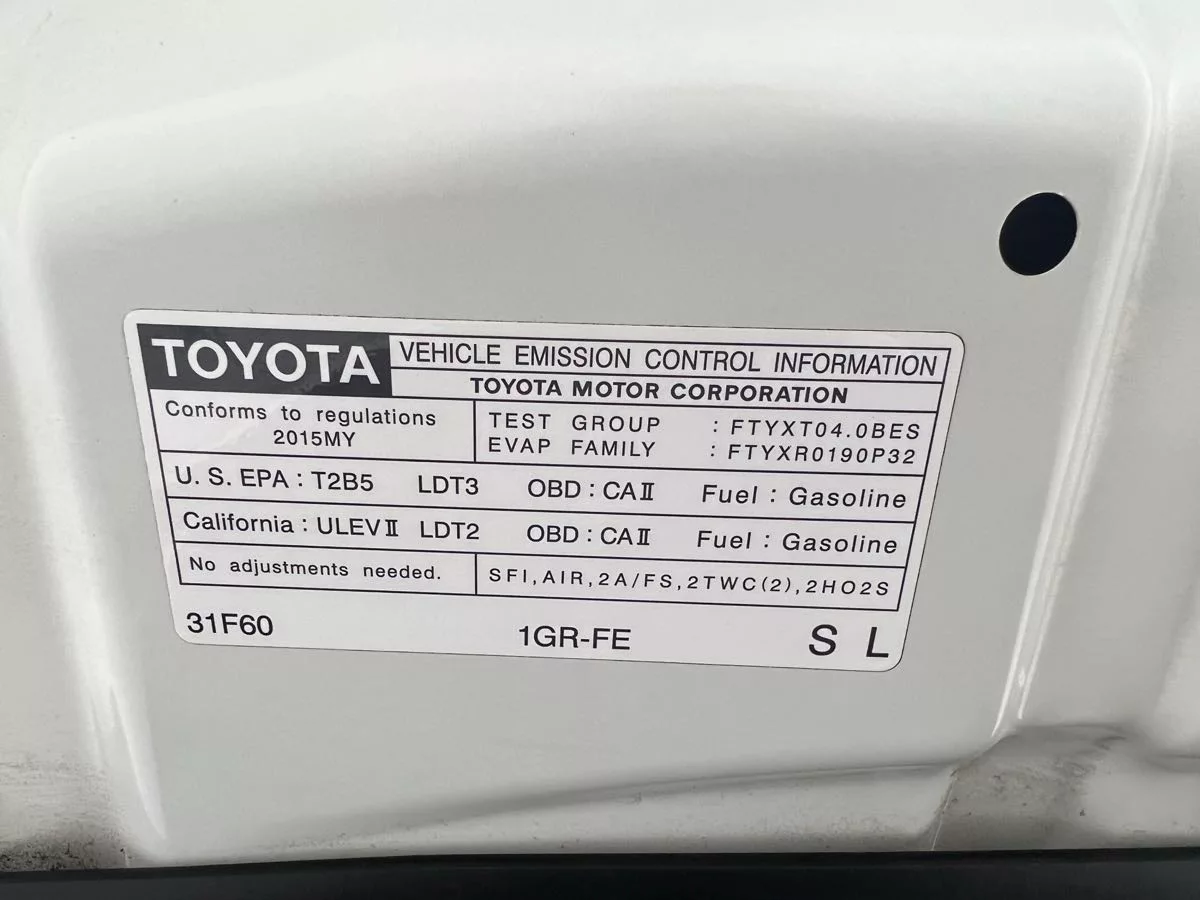 TOYOTA VEHICLE EMISSION CONTROL INFORMATION
TOYOTA MOTOR CORPORATION
Conforms to regulations
2015MY
TEST GROUP : FTYXT04.0BES
EVAP FAMILY : FTYXR0190P32
U. S. EPA : T2B5 LDT3 OBD : CAⅡ Fuel : Gasoline
California : ULEVⅡ LDT2 OBD : CAⅡ Fuel : Gasoline
No adjustments needed. SFI,AIR,2A/FS,2TWC(2),2HO2S
31F60 1GR-FE S L